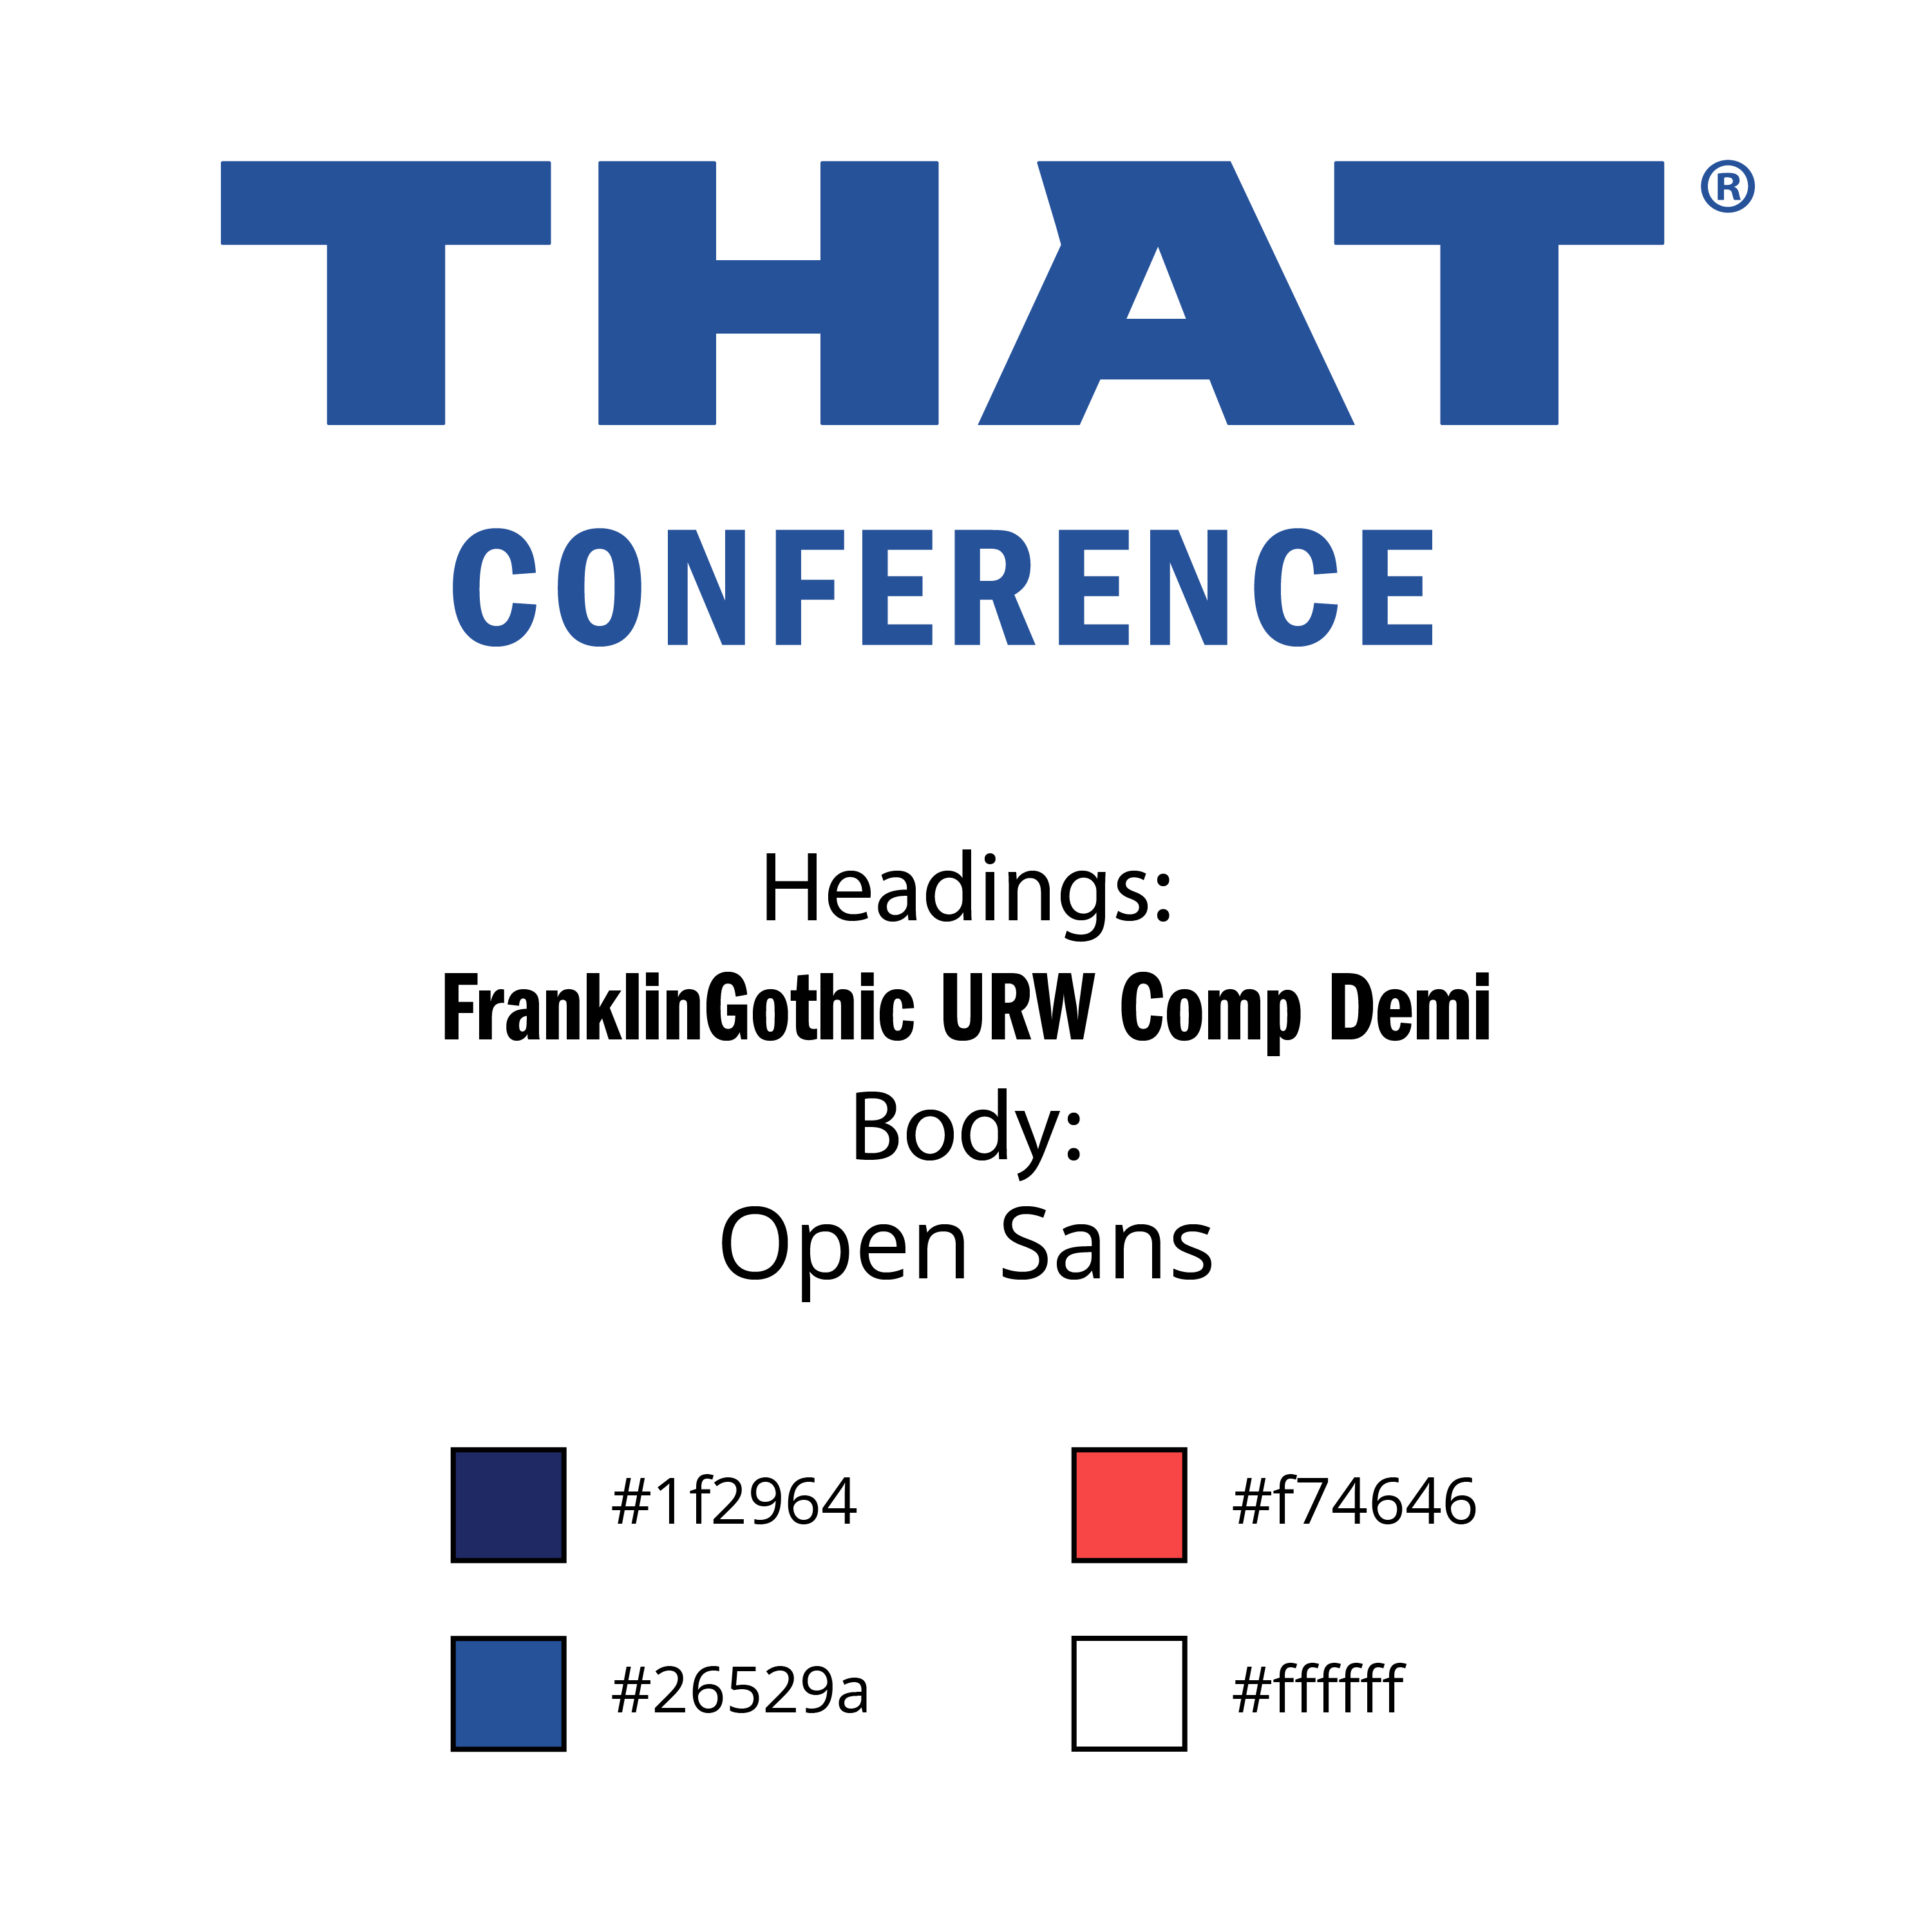 THAT®
CONFERENCE
Headings:
FranklinGothic URW Comp Demi
Body:
Open Sans
#1f2964
#f74646
#26529a
#ffffff